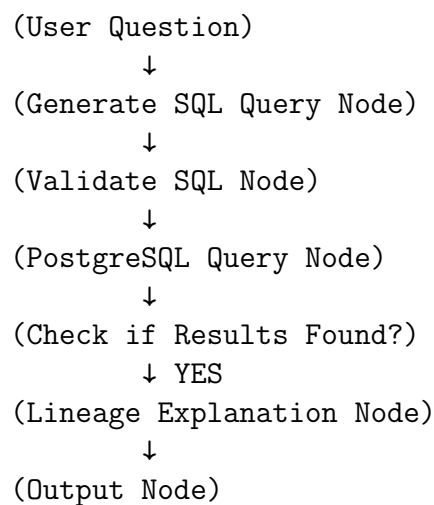 (User Question)
↓
(Generate SQL Query Node)
↓
(Validate SQL Node)
↓
(PostgreSQL Query Node)
↓
(Check if Results Found?)
↓ YES
(Lineage Explanation Node)
↓
(Output Node)